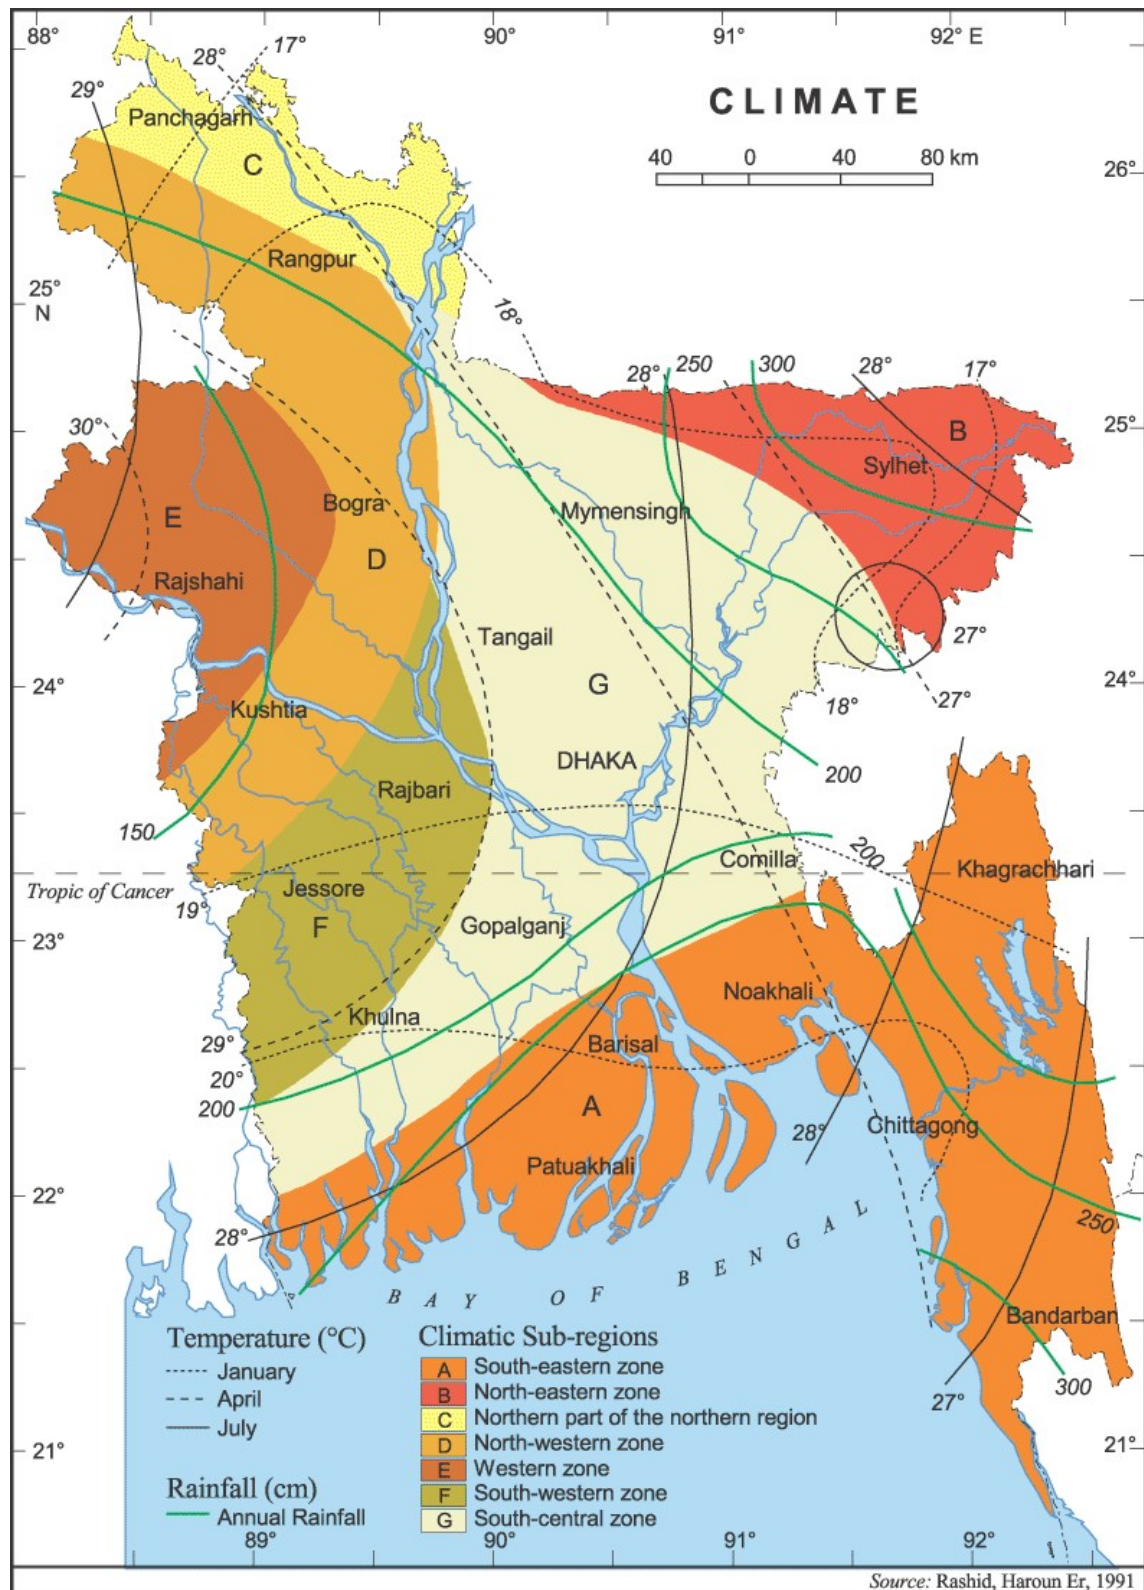 88°
90°
91°
92° E
17°
28°
29°
CLIMATE
Panchagarh
C
40 0 40 80 km
26°
Rangpur
25°
N
18°
28°
250
300
28°
17°
30°
B
25°
Sylhet
Bogra
Mymensingh
E
D
Rajshahi
Tangail
27°
24°
G
18°
27°
24°
Kushtia
DHAKA
Rajbari
200
150
Comilla
200
Khagrachhari
Tropic of Cancer
Jessore
19°
F
Gopalganj
23°
23°
Noakhali
Khulna
Barisal
29°
20°
200
A
28°
Chittagong
Patuakhali
22°
22°
250
28°
BAY OF BENGAL
Bandarban
Temperature (°C)
January
April
July
Rainfall (cm)
Annual Rainfall
Climatic Sub-regions
A South-eastern zone
B North-eastern zone
C Northern part of the northern region
D North-western zone
E Western zone
F South-western zone
G South-central zone
300
27°
21°
21°
89°
90°
91°
92°
Source: Rashid, Haroun Er, 1991